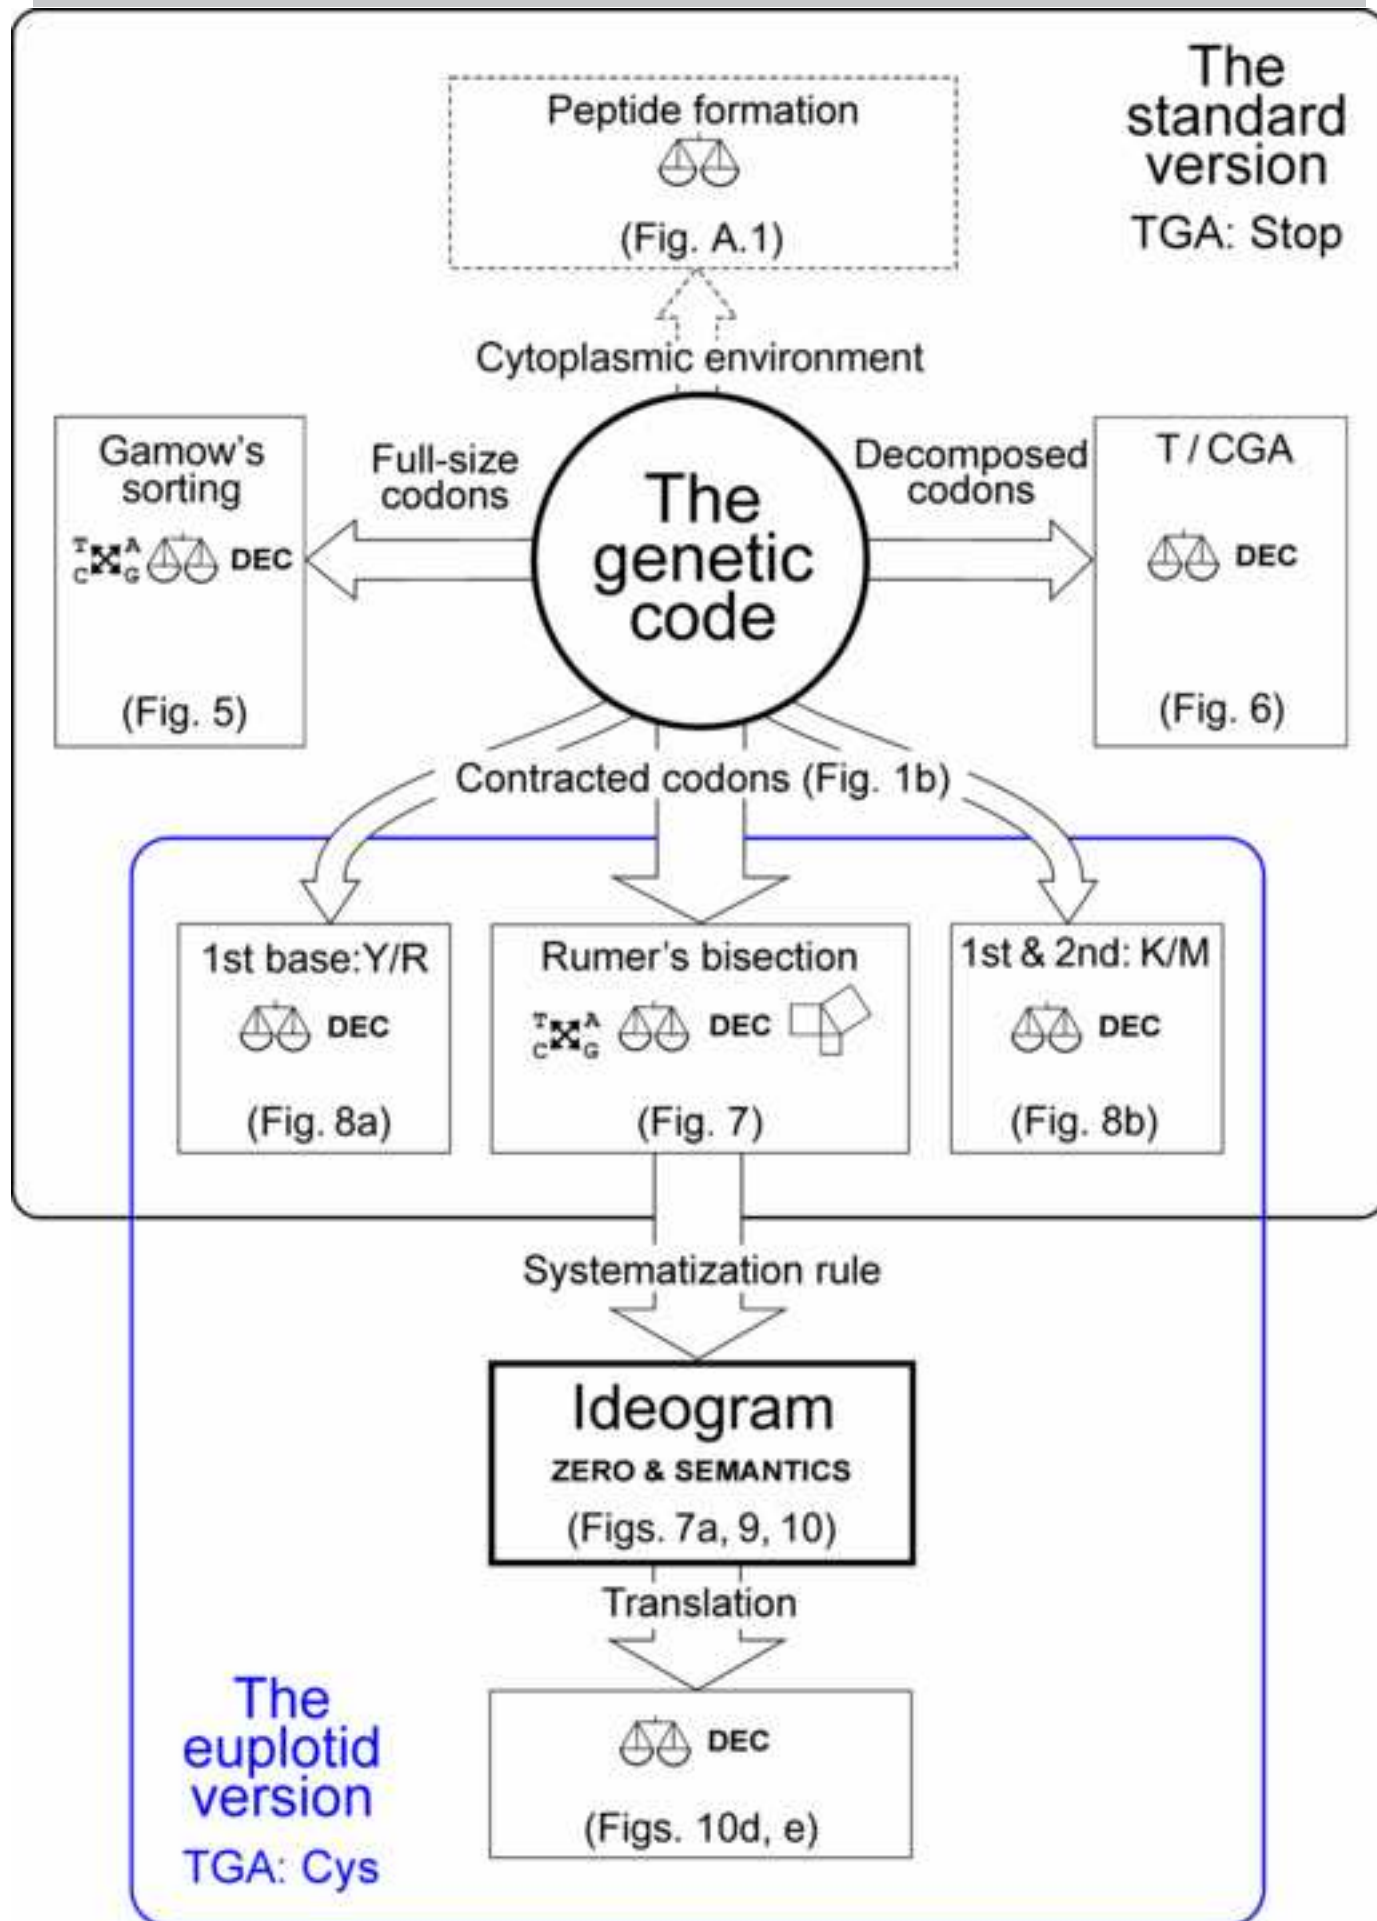 The
standard
version
TGA: Stop
Peptide formation
(Fig. A.1)
Cytoplasmic environment
Gamow's
sorting
T A
C G
DEC
(Fig. 5)
Full-size
codons
The
genetic
code
Decomposed
codons
T / CGA
DEC
(Fig. 6)
Contracted codons (Fig. 1b)
1st base:Y/R
DEC
(Fig. 8a)
Rumer's bisection
T A
C G
DEC
(Fig. 7)
1st & 2nd: K/M
DEC
(Fig. 8b)
Systematization rule
Ideogram
ZERO & SEMANTICS
(Figs. 7a, 9, 10)
Translation
DEC
(Figs. 10d, e)
The
euplotid
version
TGA: Cys